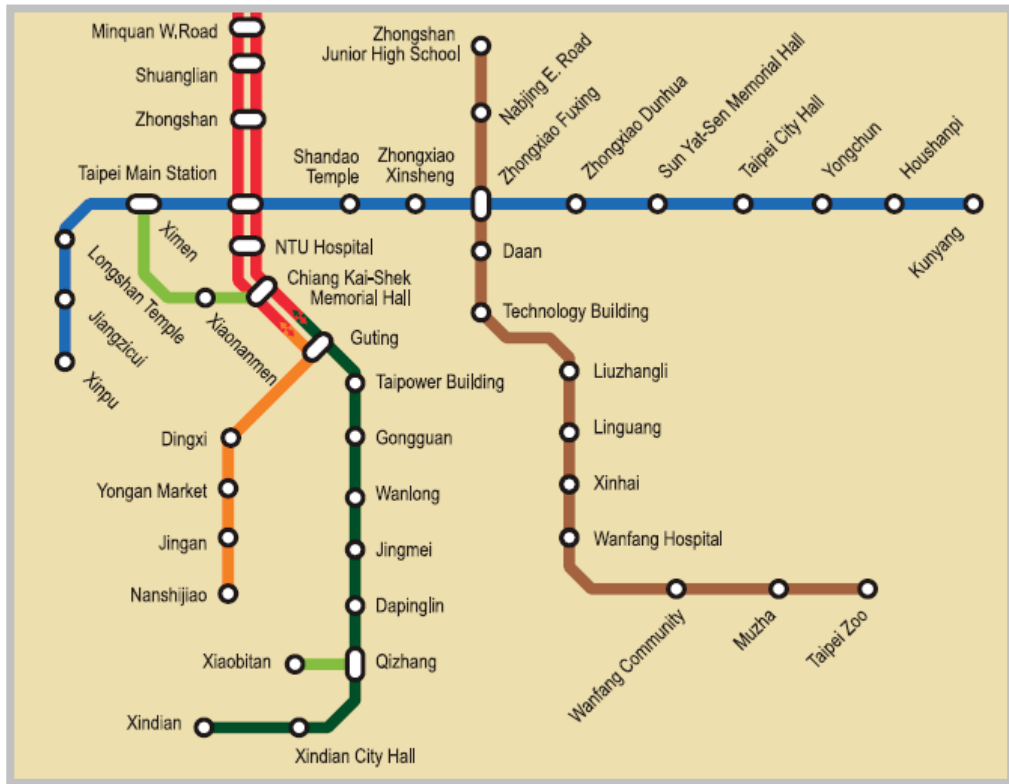 Minquan W.Road
Shuanglian
Zhongshan
Taipei Main Station
Shandao
Temple
Zhongxiao
Xinsheng
Zhongshan
Junior High School
Nabjing E. Road
Zhongxiao Fuxing
Zhongxiao Dunhua
Sun Yat-Sen Memorial Hall
Taipei City Hall
Yongchun
Houshanpi
Kunyang
Ximen
Longshan Temple
Jiangzicui
Xinpu
Xiaonanmen
NTU Hospital
Chiang Kai-Shek
Memorial Hall
Guting
Daan
Technology Building
Taipower Building
Liuzhangli
Dingxi
Gongguan
Linguang
Yongan Market
Wanlong
Xinhai
Jingan
Jingmei
Wanfang Hospital
Nanshijiao
Dapinglin
Wanfang Community
Muzha
Taipei Zoo
Xiaobitan
Qizhang
Xindian
Xindian City Hall